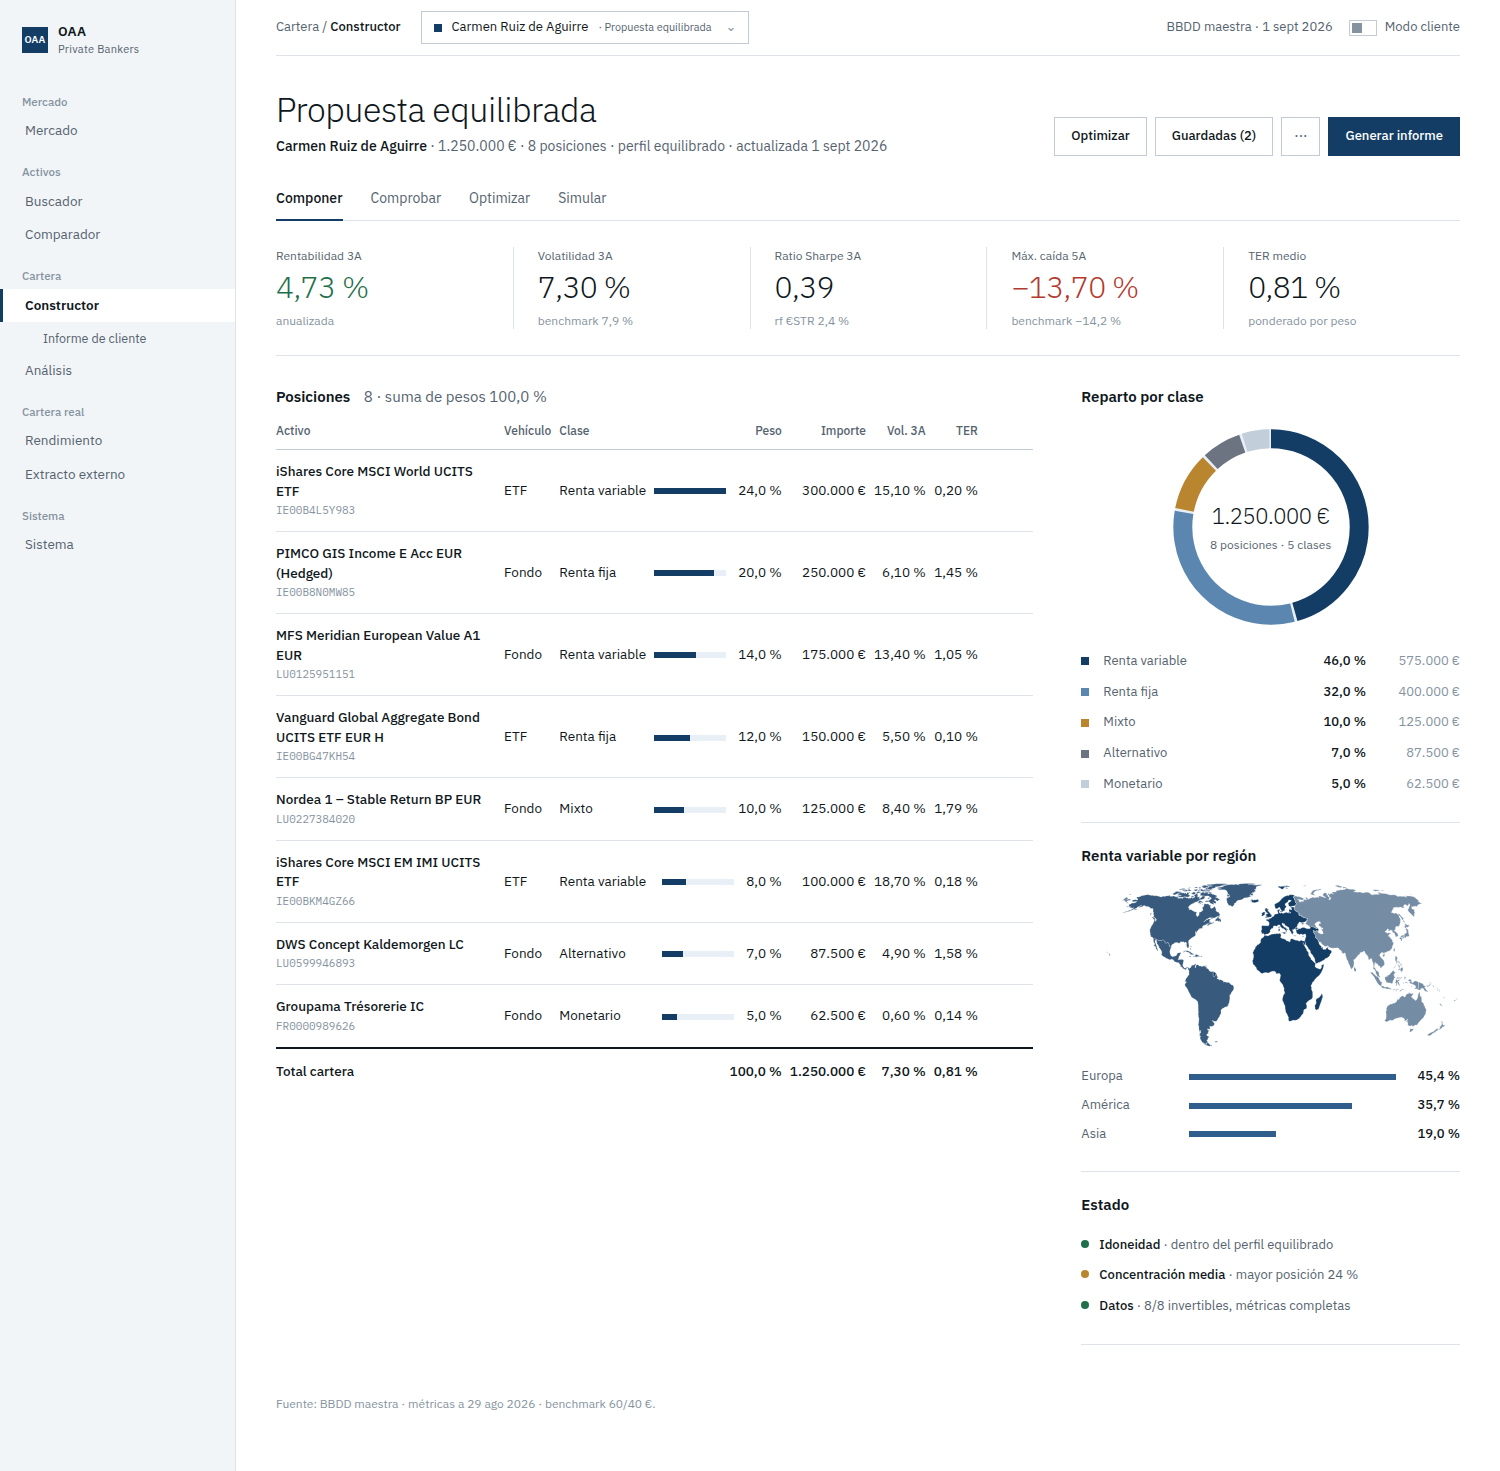 OAA
OAA
Private Bankers
Mercado
Mercado
Activos
Buscador
Comparador
Cartera
Constructor
Informe de cliente
Análisis
Cartera real
Rendimiento
Extracto externo
Sistema
Sistema
Cartera / Constructor
Carmen Ruiz de Aguirre · Propuesta equilibrada
BBDD maestra · 1 sept 2026
Modo cliente
Propuesta equilibrada
Carmen Ruiz de Aguirre · 1.250.000 € · 8 posiciones · perfil equilibrado · actualizada 1 sept 2026
Optimizar
Guardadas (2)
···
Generar informe
Componer Comprobar Optimizar Simular
Rentabilidad 3A
4,73 %
anualizada
Volatilidad 3A
7,30 %
benchmark 7,9 %
Ratio Sharpe 3A
0,39
rf €STR 2,4 %
Máx. caída 5A
−13,70 %
benchmark −14,2 %
TER medio
0,81 %
ponderado por peso
Posiciones 8 · suma de pesos 100,0 %
Activo Vehículo Clase Peso Importe Vol. 3A TER
iShares Core MSCI World UCITS
ETF
IE00B4L5Y983
ETF Renta variable 24,0 % 300.000 € 15,10 % 0,20 %
PIMCO GIS Income E Acc EUR
(Hedged)
IE00B8N0MW85
Fondo Renta fija 20,0 % 250.000 € 6,10 % 1,45 %
MFS Meridian European Value A1
EUR
LU0125951151
Fondo Renta variable 14,0 % 175.000 € 13,40 % 1,05 %
Vanguard Global Aggregate Bond
UCITS ETF EUR H
IE00BG47KH54
ETF Renta fija 12,0 % 150.000 € 5,50 % 0,10 %
Nordea 1 – Stable Return BP EUR
LU0227384020
Fondo Mixto 10,0 % 125.000 € 8,40 % 1,79 %
iShares Core MSCI EM IMI UCITS
ETF
IE00BKM4GZ66
ETF Renta variable 8,0 % 100.000 € 18,70 % 0,18 %
DWS Concept Kaldemorgen LC
LU0599946893
Fondo Alternativo 7,0 % 87.500 € 4,90 % 1,58 %
Groupama Trésorerie IC
FR0000989626
Fondo Monetario 5,0 % 62.500 € 0,60 % 0,14 %
Total cartera 100,0 % 1.250.000 € 7,30 % 0,81 %
Reparto por clase
1.250.000 €
8 posiciones · 5 clases
Renta variable 46,0 % 575.000 €
Renta fija 32,0 % 400.000 €
Mixto 10,0 % 125.000 €
Alternativo 7,0 % 87.500 €
Monetario 5,0 % 62.500 €
Renta variable por región
Europa 45,4 %
América 35,7 %
Asia 19,0 %
Estado
Idoneidad · dentro del perfil equilibrado
Concentración media · mayor posición 24 %
Datos · 8/8 invertibles, métricas completas
Fuente: BBDD maestra · métricas a 29 ago 2026 · benchmark 60/40 €.